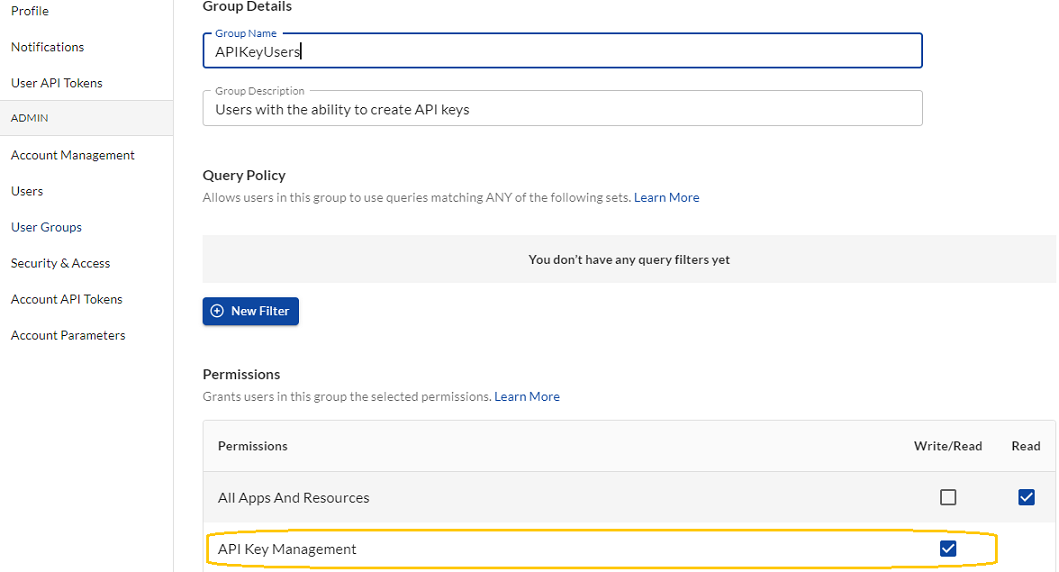 Profile
Notifications
User API Tokens
ADMIN
Account Management
Users
User Groups
Security & Access
Account API Tokens
Account Parameters
Group Details
Group Name
APIKeyUsers
Group Description
Users with the ability to create API keys
Query Policy
Allows users in this group to use queries matching ANY of the following sets. Learn More
You don't have any query filters yet
New Filter
Permissions
Grants users in this group the selected permissions. Learn More
Permissions Write/Read Read
All Apps And Resources
API Key Management